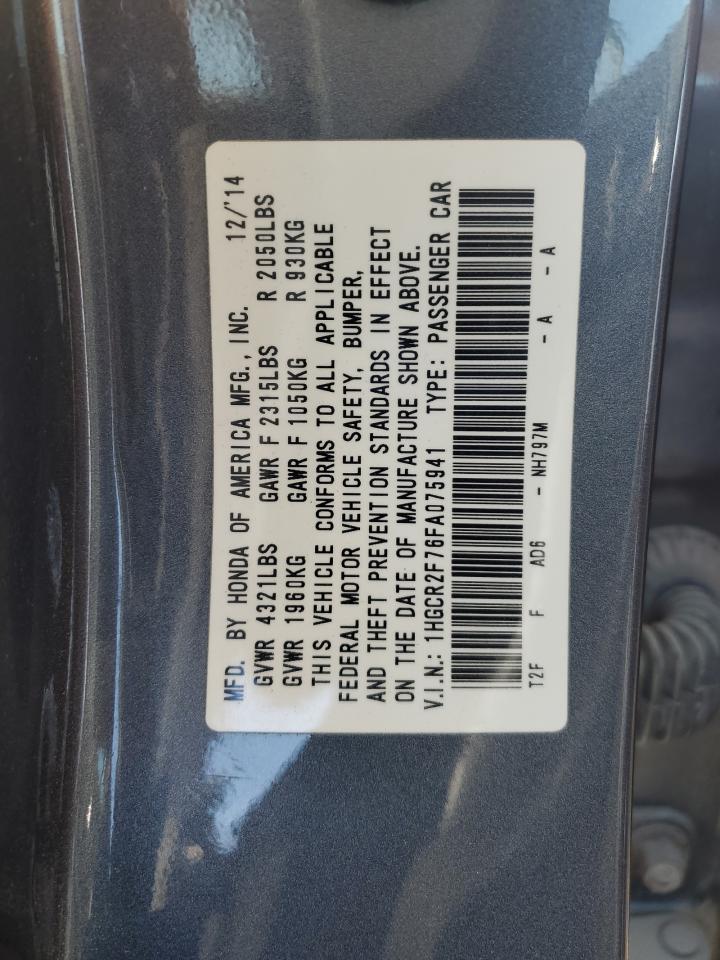 MFD. BY HONDA OF AMERICA MFG., INC. 12/'14
GVWR 4321LBS GAWR F 2315LBS R 2050LBS
GVWR 1960KG GAWR F 1050KG R 930KG
THIS VEHICLE CONFORMS TO ALL APPLICABLE
FEDERAL MOTOR VEHICLE SAFETY, BUMPER,
AND THEFT PREVENTION STANDARDS IN EFFECT
ON THE DATE OF MANUFACTURE SHOWN ABOVE.
V.I.N.: 1HGCR2F76FA075941 TYPE: PASSENGER CAR
T2F F AD6 - NH797M - A - A